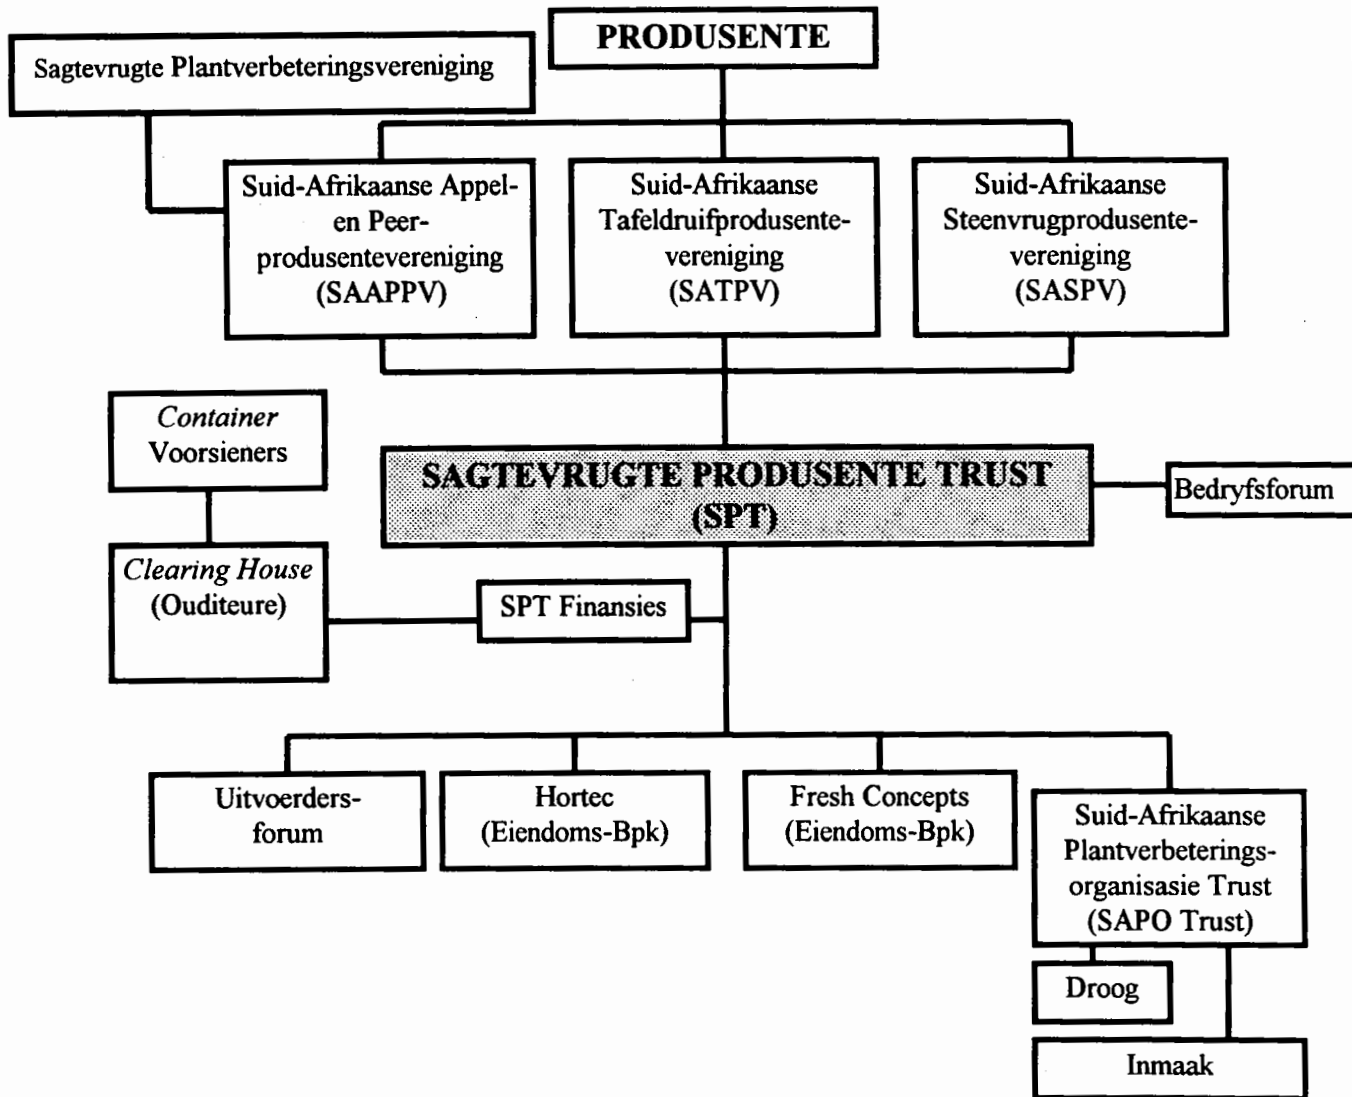 PRODUSENTE
Sagtevrugte Plantverbeteringsvereniging
Suid-Afrikaanse Appel-
en Peer-
produsentevereniging
(SAAPPV)
Suid-Afrikaanse
Tafeldruifprodusente-
vereniging
(SATPV)
Suid-Afrikaanse
Steenvrugprodusente-
vereniging
(SASPV)
Container
Voorsieners
SAGTEVRUGTE PRODUSENTE TRUST
(SPT)
Bedryfsforum
Clearing House
(Ouditeure)
SPT Finansies
Uitvoerders-
forum
Hortec
(Eiendoms-Bpk)
Fresh Concepts
(Eiendoms-Bpk)
Suid-Afrikaanse
Plantverbeterings-
organisasie Trust
(SAPO Trust)
Droog
Inmaak